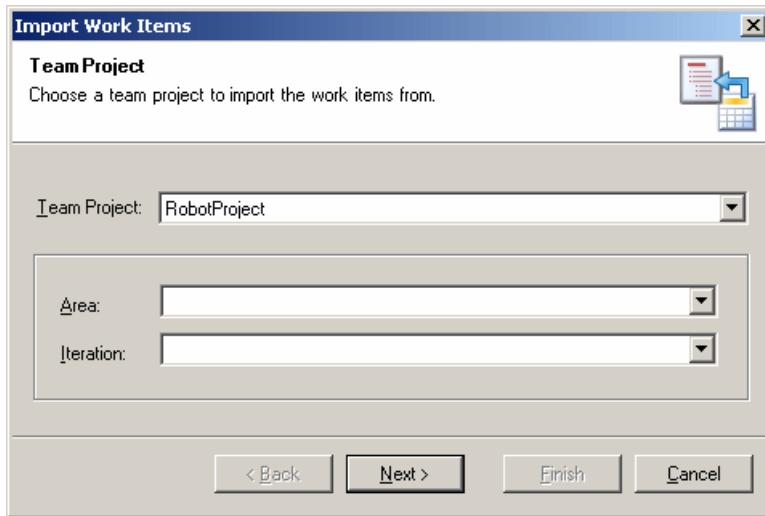 Import Work Items
Team Project
Choose a team project to import the work items from.
Team Project: RobotProject
Area:
Iteration:
< Back Next > Finish Cancel